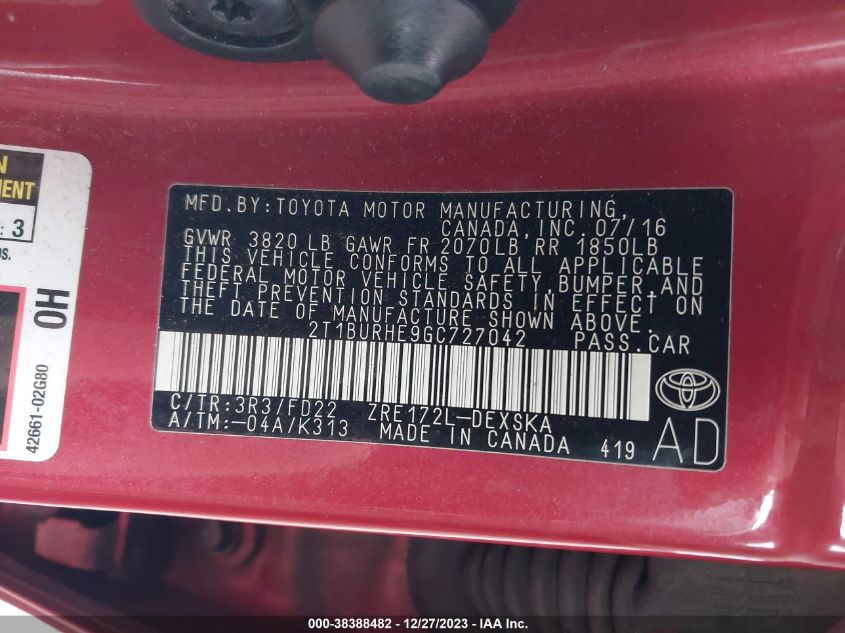 MFD. BY: TOYOTA MOTOR MANUFACTURING,
CANADA, INC. 07/16
GVWR 3820 LB GAWR FR 2070LB RR 1850LB
THIS VEHICLE CONFORMS TO ALL APPLICABLE
FEDERAL MOTOR VEHICLE SAFETY, BUMPER, AND
THEFT PREVENTION STANDARDS IN EFFECT ON
THE DATE OF MANUFACTURE SHOWN ABOVE.
2T1BURHE9GC727042 PASS. CAR
C/TR: 3R3/FD22 ZRE172L-DEXSKA
A/TM: -04A/K313 MADE IN CANADA 419
AD
3
OH
42661-02G80
000-38388482 - 12/27/2023 - IAA Inc.